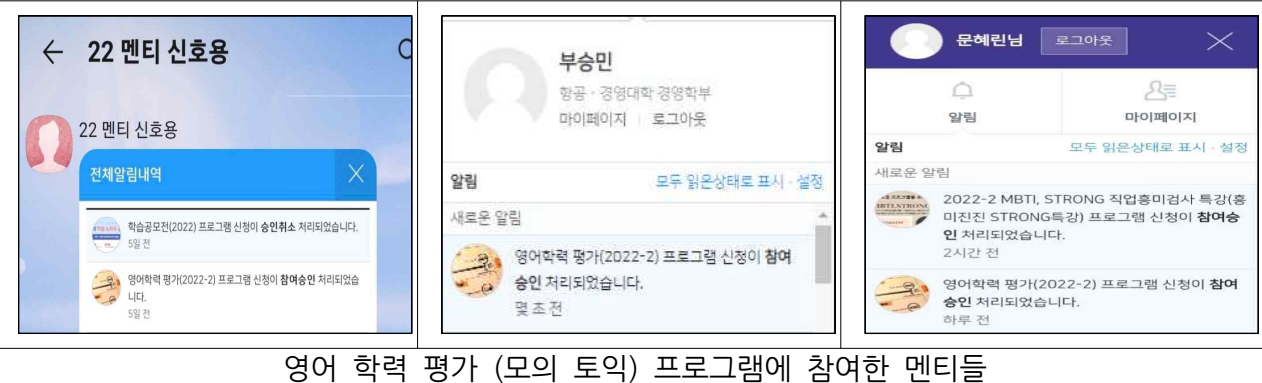 22 멘티 신호용
22 멘티 신호용
전체알림내역
학습공모전(2022) 프로그램 신청이 승인취소 처리되었습니다.
5일 전
영어학력 평가(2022-2) 프로그램 신청이 참여승인 처리되었습
니다.
5일 전
부승민
항공·경영대학 경영학부
마이페이지 | 로그아웃
알림
모두 읽은상태로 표시 · 설정
새로운 알림
영어학력 평가(2022-2) 프로그램 신청이 참여
승인 처리되었습니다.
몇 초 전
문혜린님
로그아웃
알림
마이페이지
알림
모두 읽은상태로 표시 · 설정
새로운 알림
2022-2 MBTI, STRONG 직업흥미검사 특강(흥
미진진 STRONG특강) 프로그램 신청이 참여승
인 처리되었습니다.
2시간 전
영어학력 평가(2022-2) 프로그램 신청이 참여
승인 처리되었습니다.
하루 전
영어 학력 평가 (모의 토익) 프로그램에 참여한 멘티들